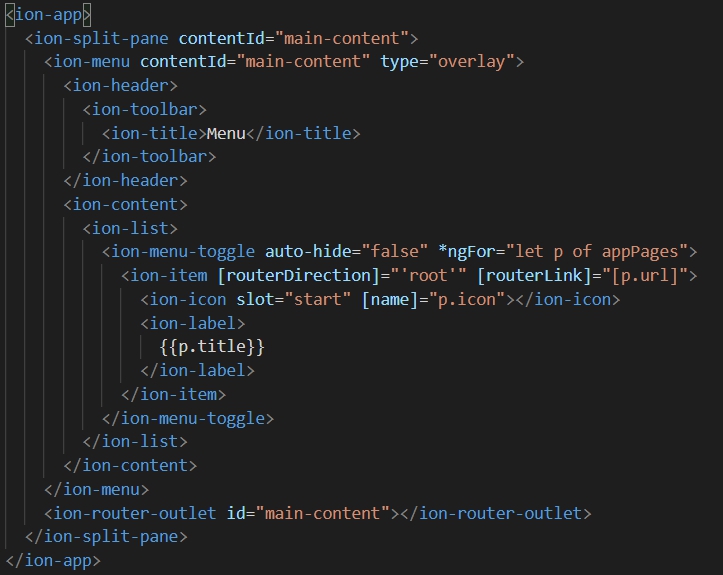 <ion-app>
  <ion-split-pane contentId="main-content">
    <ion-menu contentId="main-content" type="overlay">
      <ion-header>
        <ion-toolbar>
          <ion-title>Menu</ion-title>
        </ion-toolbar>
      </ion-header>
      <ion-content>
        <ion-list>
          <ion-menu-toggle auto-hide="false" *ngFor="let p of appPages">
            <ion-item [routerDirection]="'root'" [routerLink]="[p.url]">
              <ion-icon slot="start" [name]="p.icon"></ion-icon>
              <ion-label>
                {{p.title}}
              </ion-label>
            </ion-item>
          </ion-menu-toggle>
        </ion-list>
      </ion-content>
    </ion-menu>
    <ion-router-outlet id="main-content"></ion-router-outlet>
  </ion-split-pane>
</ion-app>